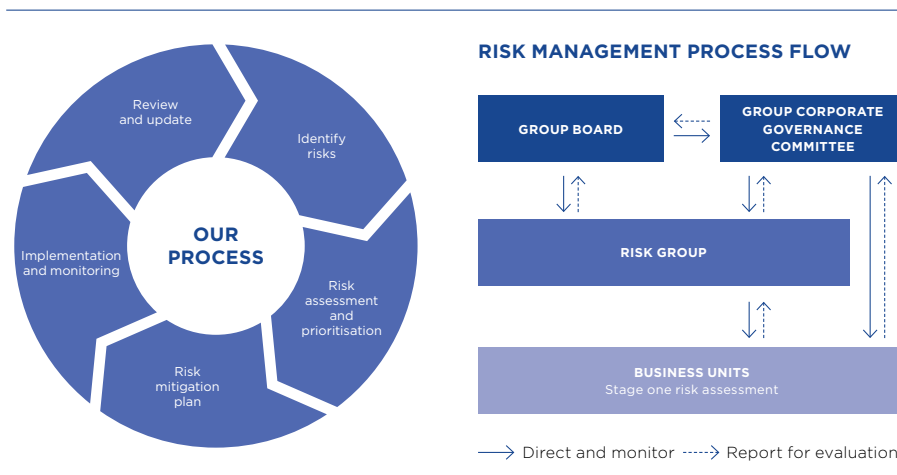 Review
and update
Identify
risks
OUR
PROCESS
Implementation
and monitoring
Risk
assessment
and
prioritisation
Risk
mitigation
plan
RISK MANAGEMENT PROCESS FLOW
GROUP BOARD
GROUP CORPORATE
GOVERNANCE
COMMITTEE
RISK GROUP
BUSINESS UNITS
Stage one risk assessment
Direct and monitor
Report for evaluation